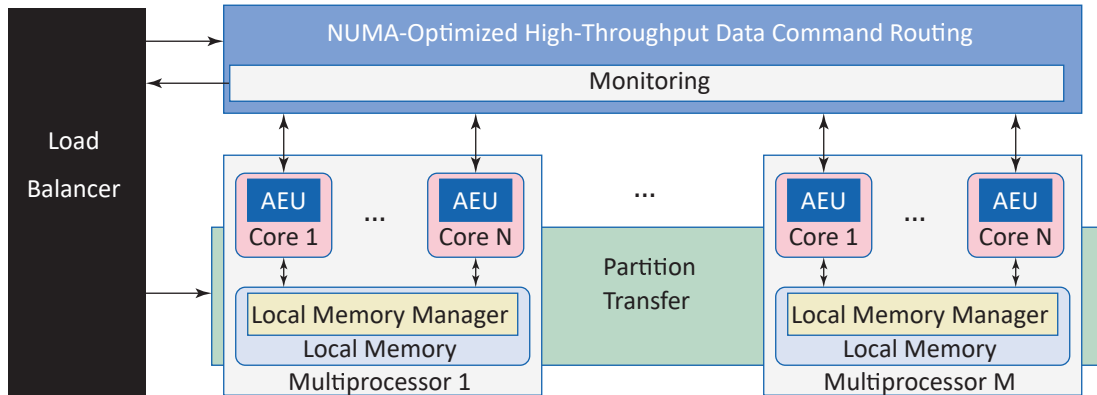 NUMA-Optimized High-Throughput Data Command Routing
Monitoring
Load
Balancer
AEU
Core 1
...
AEU
Core N
...
AEU
Core 1
...
AEU
Core N
Partition
Transfer
Local Memory Manager
Local Memory
Multiprocessor 1
Local Memory Manager
Local Memory
Multiprocessor M